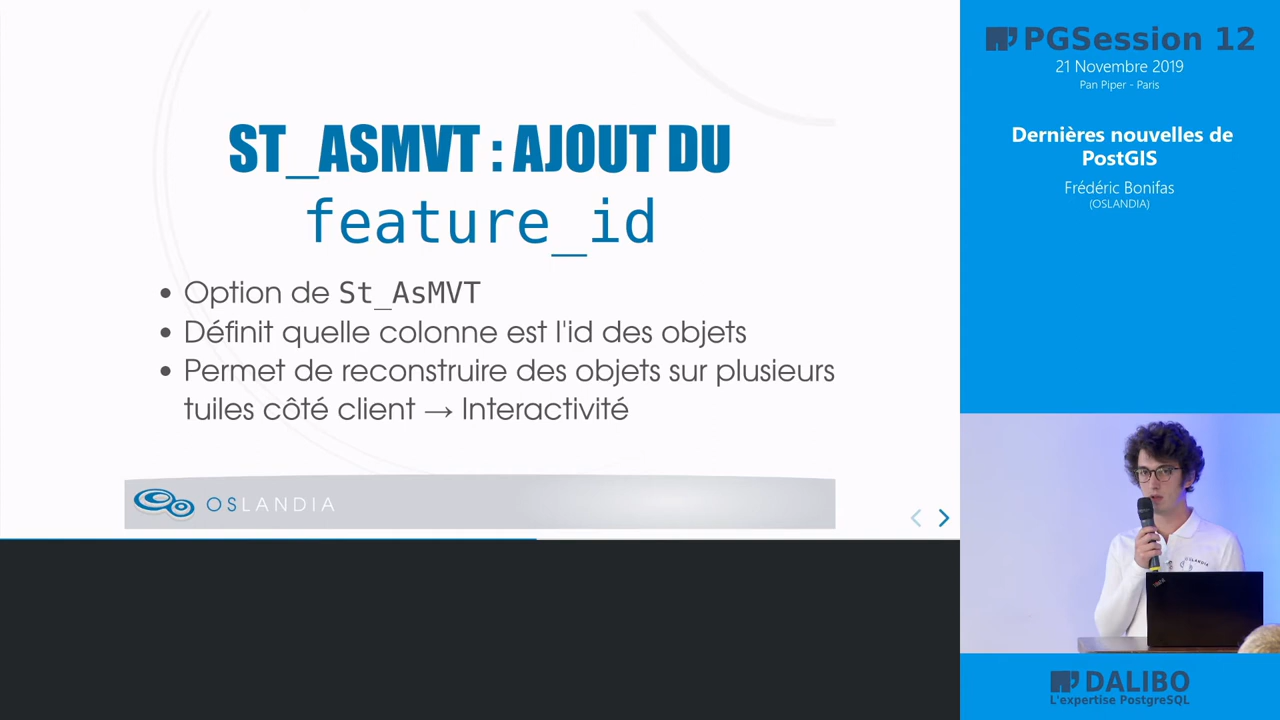 ST_ASMVT : AJOUT DU
feature_id
• Option de St_AsMVT
• Définit quelle colonne est l'id des objets
• Permet de reconstruire des objets sur plusieurs
tuiles côté client → Interactivité
OSLANDIA
PGSession 12
21 Novembre 2019
Pan Piper - Paris
Dernières nouvelles de
PostGIS
Frédéric Bonifas
(OSLANDIA)
OSLANDIA
DALIBO
L'expertise PostgreSQL